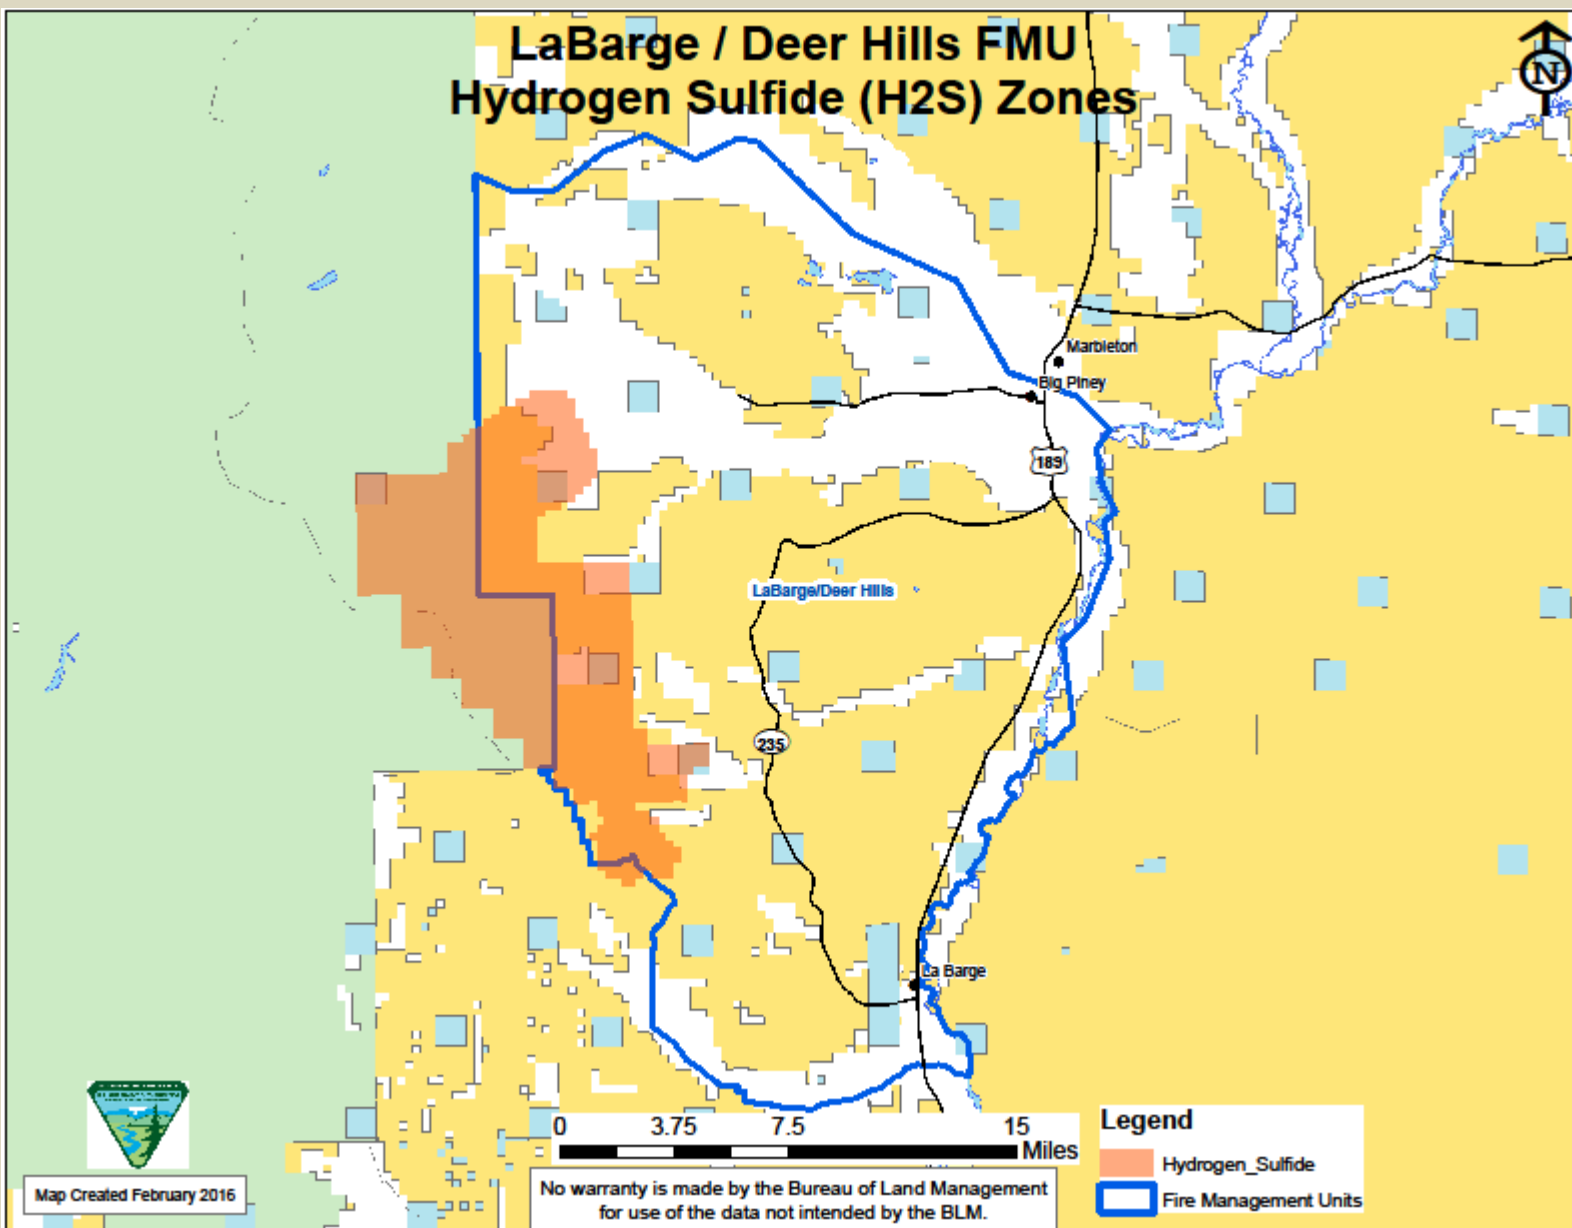 LaBarge / Deer Hills FMU
Hydrogen Sulfide (H2S) Zones
N
Marbleton
Big Piney
189
LaBarge/Deer Hills
235
La Barge
0 3.75 7.5 15
Miles
Legend
Hydrogen_Sulfide
Fire Management Units
Map Created February 2016
No warranty is made by the Bureau of Land Management
for use of the data not intended by the BLM.